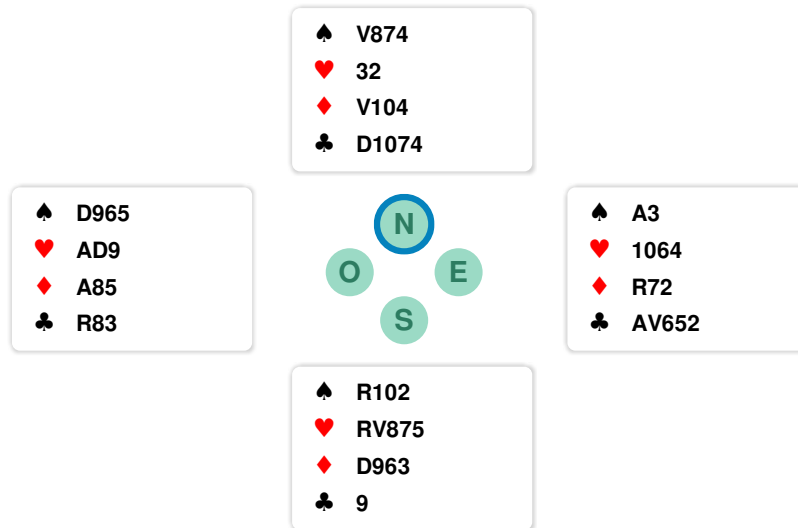 ♠ V874
♥ 32
♦ V104
♣ D1074
♠ D965
♥ AD9
♦ A85
♣ R83
N
O
E
S
♠ A3
♥ 1064
♦ R72
♣ AV652
♠ R102
♥ RV875
♦ D963
♣ 9